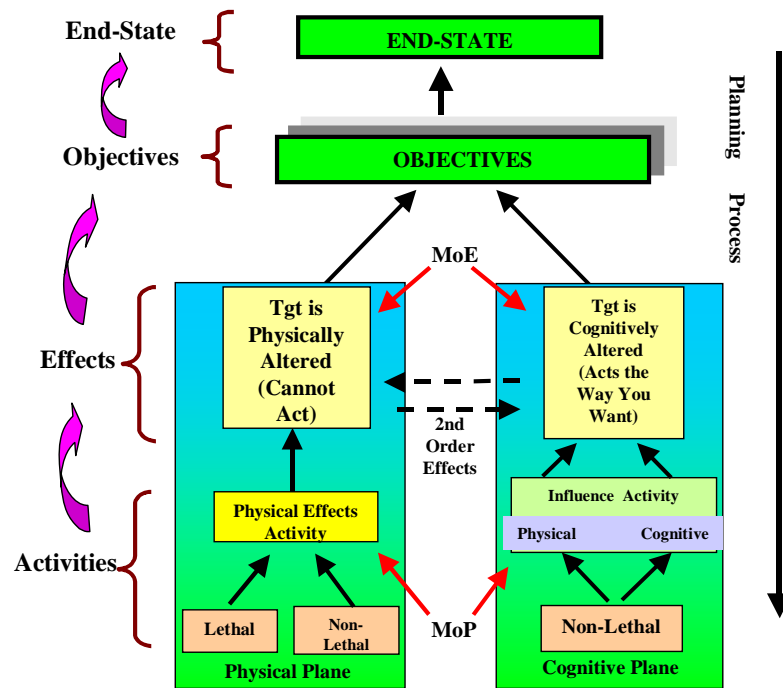 End-State
END-STATE
Planning Process
Objectives
OBJECTIVES
MoE
Effects
Tgt is
Physically
Altered
(Cannot
Act)
Tgt is
Cognitively
Altered
(Acts the
Way You
Want)
2nd
Order
Effects
Activities
Physical Effects
Activity
Influence Activity
Physical Cognitive
Lethal
Non-
Lethal
MoP
Non-Lethal
Physical Plane
Cognitive Plane